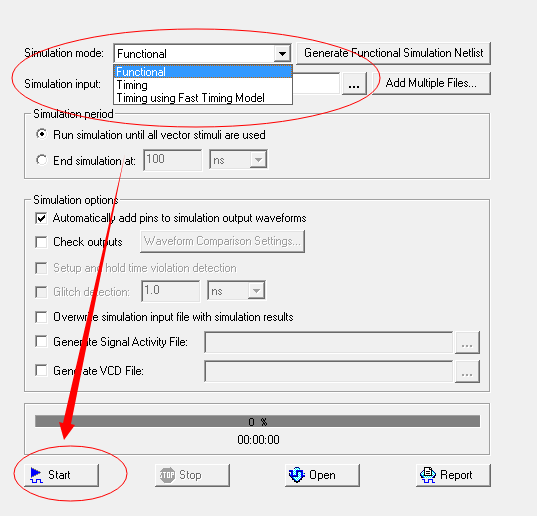 Simulation mode: Functional Generate Functional Simulation Netlist
Functional
Simulation input: Timing ... Add Multiple Files...
Timing using Fast Timing Model
Simulation period
Run simulation until all vector stimuli are used
End simulation at: 100 ns
Simulation options
Automatically add pins to simulation output waveforms
Check outputs Waveform Comparison Settings...
Setup and hold time violation detection
Glitch detection: 1.0 ns
Overwrite simulation input file with simulation results
Generate Signal Activity File: ...
Generate VCD File: ...
0 %
00:00:00
Start STOP Stop Open Report